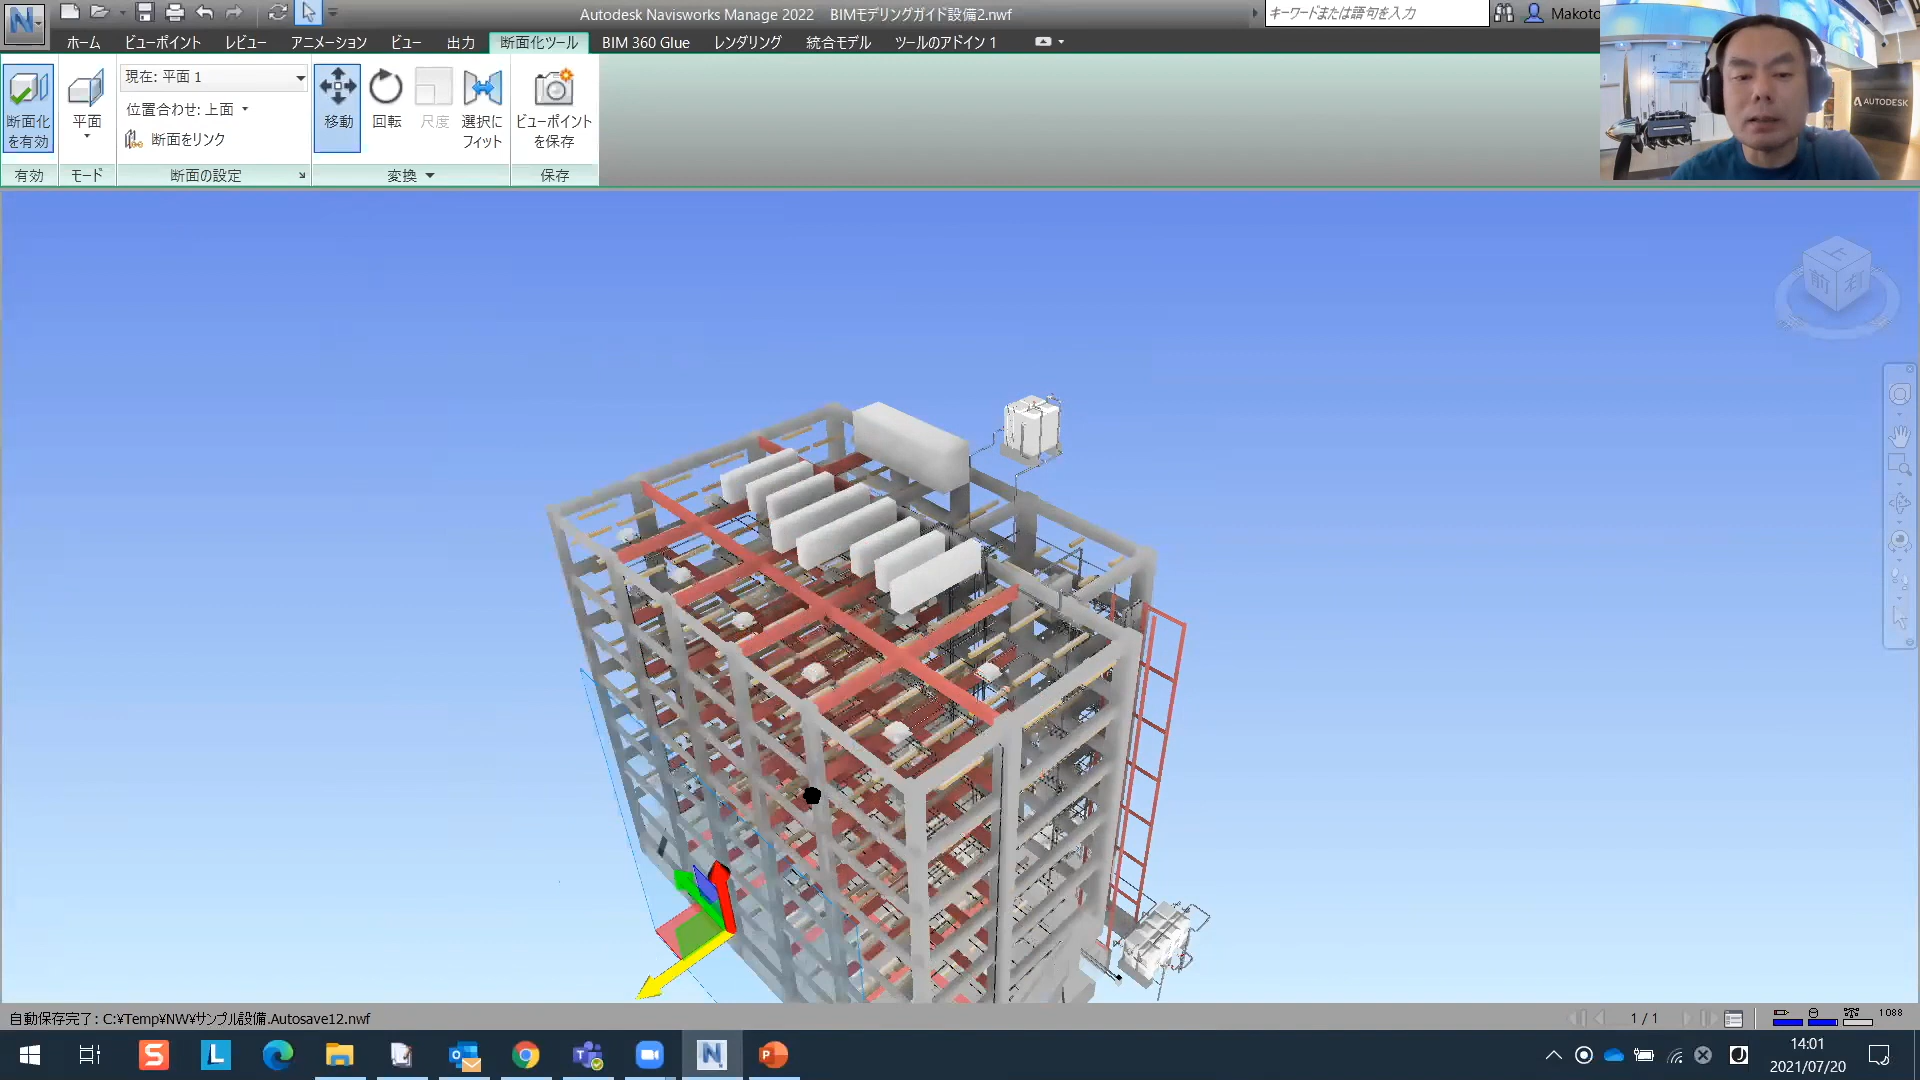 Autodesk Navisworks Manage 2022 BIMモデリングガイド設備2.nwf
キーワードまたは語句を入力
Makoto
ホーム ビューポイント レビュー アニメーション ビュー 出力 断面化ツール BIM 360 Glue レンダリング 統合モデル ツールのアドイン 1
断面化
を有効
平面
現在: 平面 1
位置合わせ: 上面
断面をリンク
移動 回転 尺度 選択に
フィット
ビューポイント
を保存
有効 モード 断面の設定 変換 保存
AUTODESK
上
前 右
自動保存完了: C:¥Temp¥NW¥サンプル設備.Autosave12.nwf
1 / 1
1088
14:01
2021/07/20